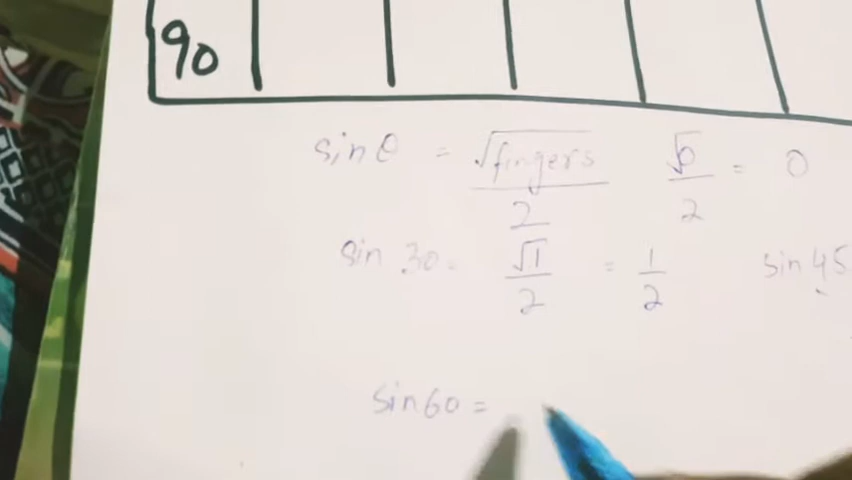 90
sin θ = √fingers / 2 √0 / 2 = 0
sin 30 = √1 / 2 = 1 / 2 sin 45
sin 60 =